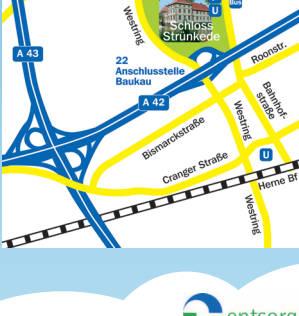 Westring
Bus
U
Schloss
Strünkede
A 43
Roonstr.
22
Anschlusstelle
Baukau
A 42
Bahnhof-
straße
Westring
Bismarckstraße
Cranger Straße
U
Herne Bf
Westring
entsorg